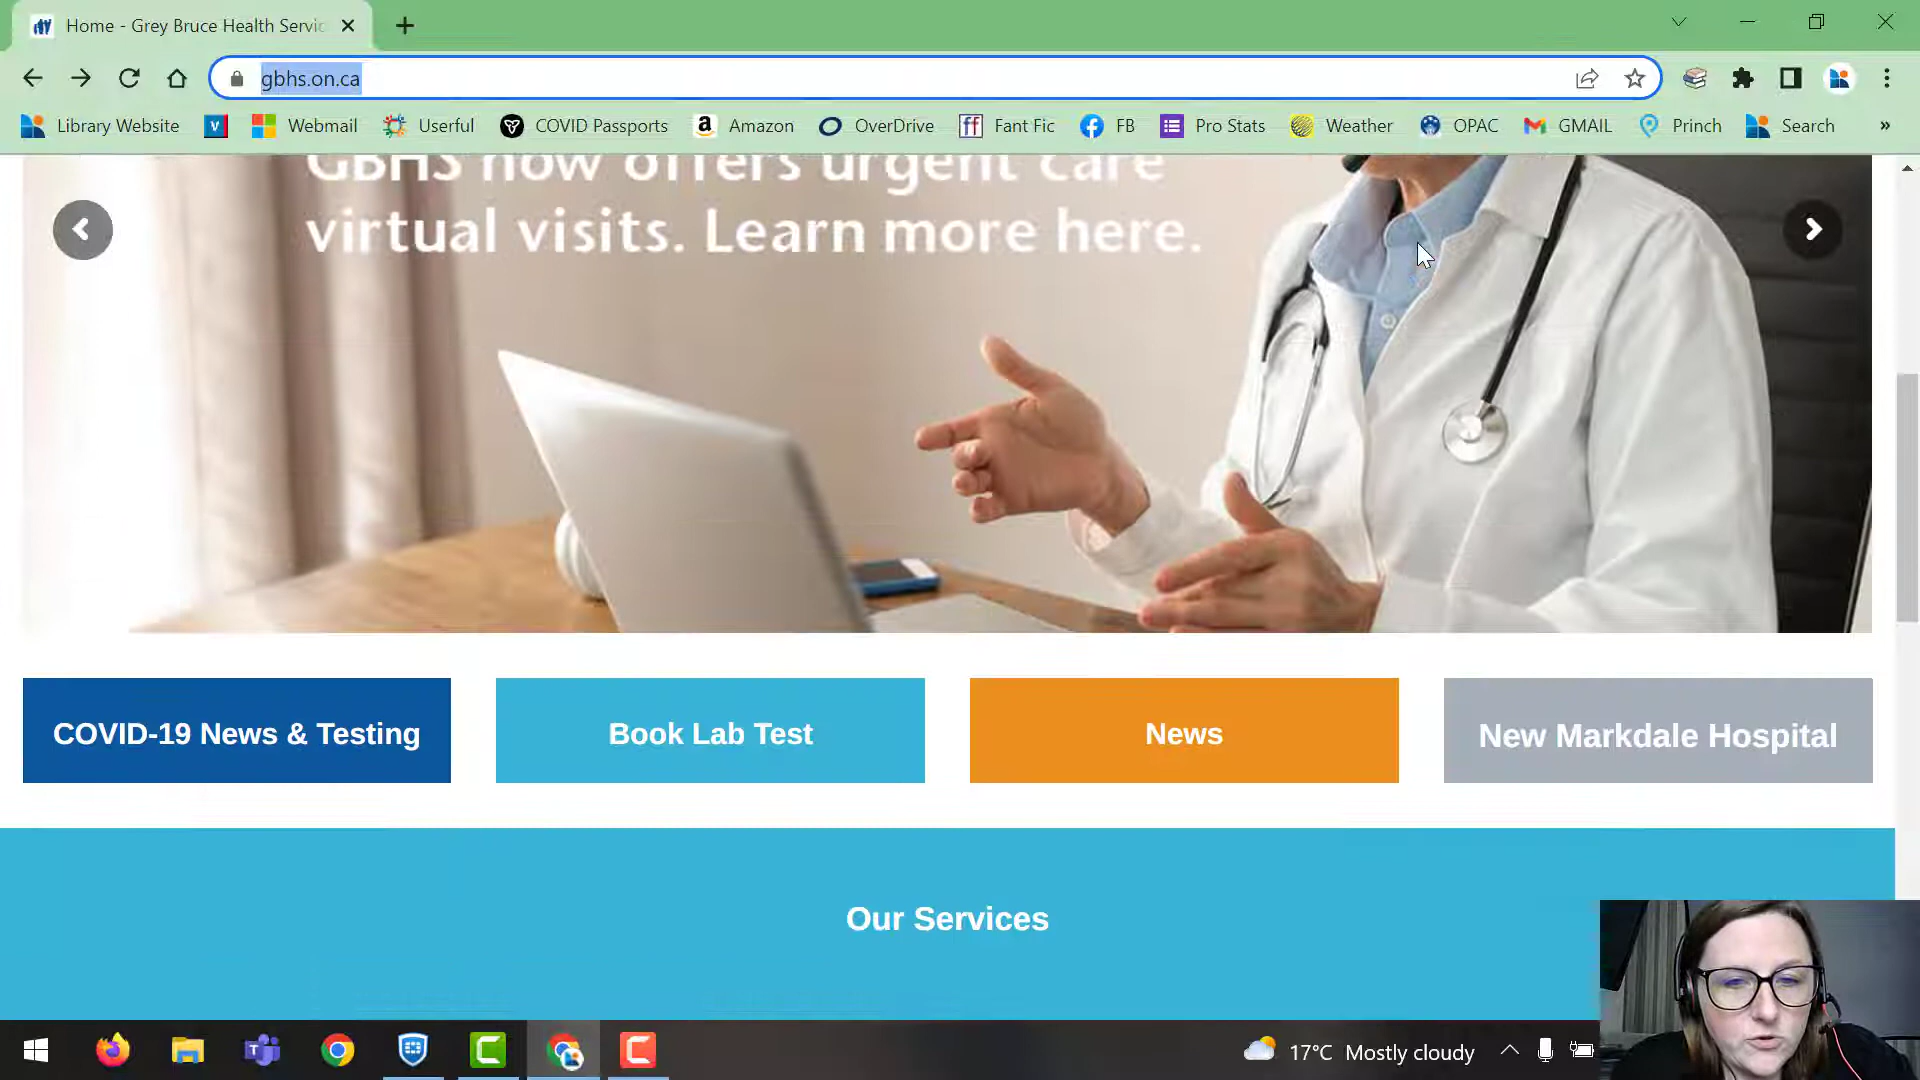 Home - Grey Bruce Health Servic
gbhs.on.ca
Library Website
V
Webmail
Userful
COVID Passports
Amazon
OverDrive
Fant Fic
FB
Pro Stats
Weather
OPAC
GMAIL
Princh
Search
»
GBHS now offers urgent care
virtual visits. Learn more here.
COVID-19 News & Testing
Book Lab Test
News
New Markdale Hospital
Our Services
17°C Mostly cloudy